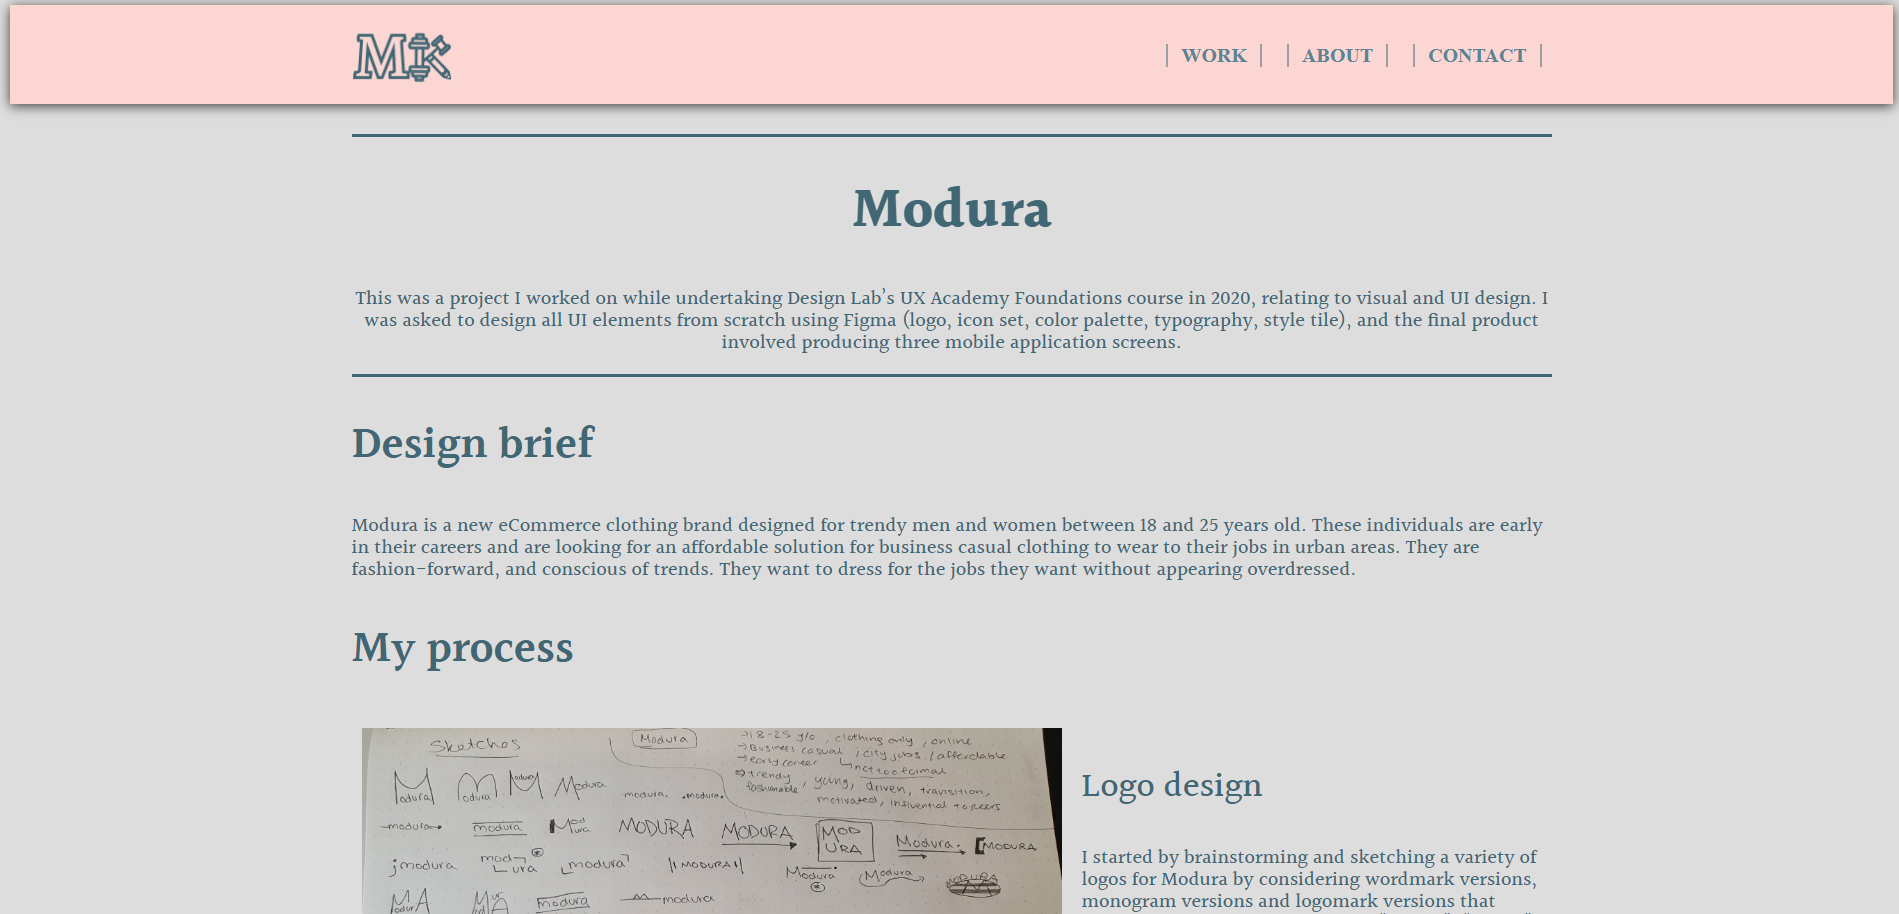 MK
WORK
ABOUT
CONTACT
Modura
This was a project I worked on while undertaking Design Lab's UX Academy Foundations course in 2020, relating to visual and UI design. I
was asked to design all UI elements from scratch using Figma (logo, icon set, color palette, typography, style tile), and the final product
involved producing three mobile application screens.
Design brief
Modura is a new eCommerce clothing brand designed for trendy men and women between 18 and 25 years old. These individuals are early
in their careers and are looking for an affordable solution for business casual clothing to wear to their jobs in urban areas. They are
fashion-forward, and conscious of trends. They want to dress for the jobs they want without appearing overdressed.
My process
Sketches
Modura
→18-25 y/o , clothing only , online
→Business casual , city jobs / affordable
→early career ↳not too formal
→trendy , young, driven, transition,
fashionable motivated, influential to peers
Modura Modura Modura Modura modura. .modura.
modura modura Modura MODURA MODURA MODURA Modura. MODURA
modura modura modura MODURA Modura Modura MODURA
Modura modura modura
Logo design
I started by brainstorming and sketching a variety of
logos for Modura by considering wordmark versions,
monogram versions and logomark versions that